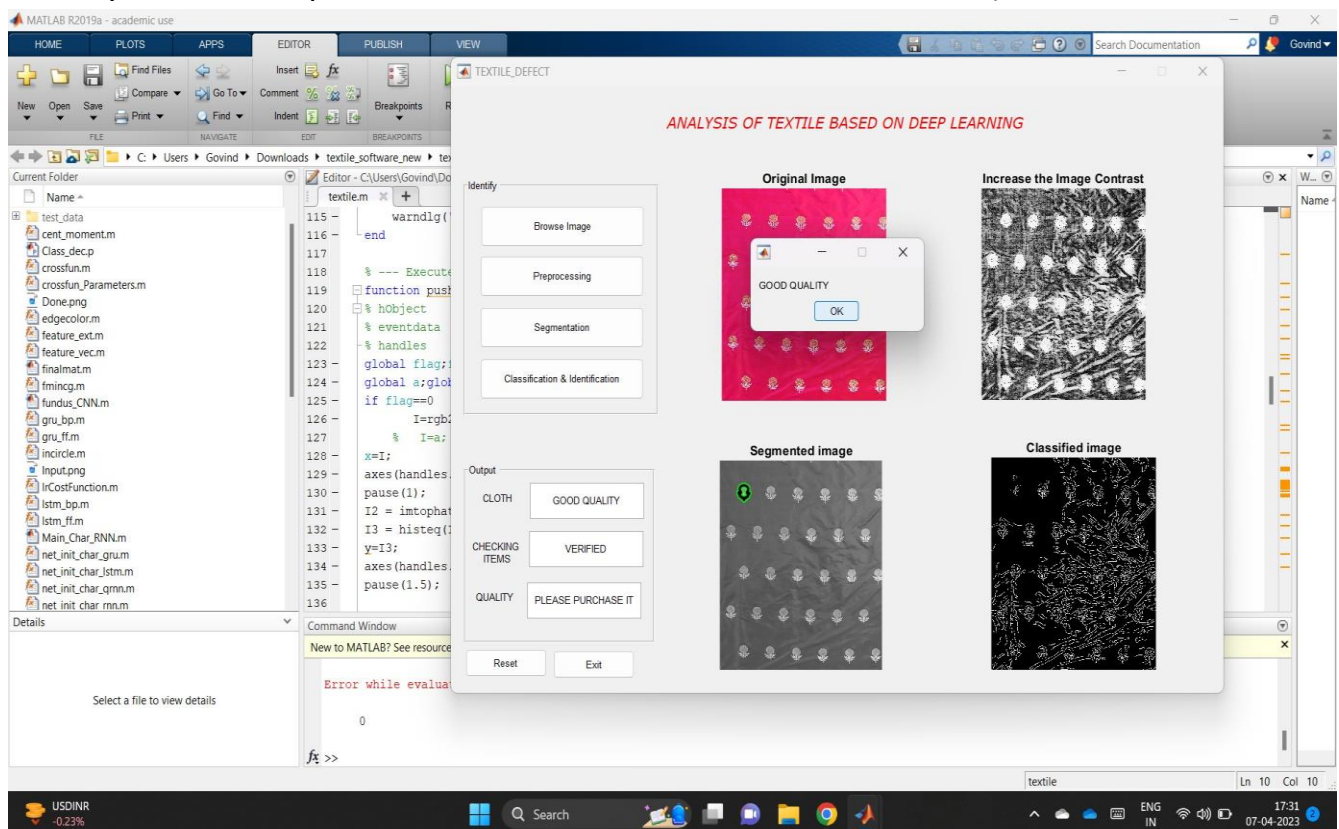 MATLAB R2019a - academic use
HOME PLOTS APPS EDITOR PUBLISH VIEW
Search Documentation
Govind
New Open Save
Find Files
Compare
Print
Go To
Find
Insert
Comment
Indent
fx
Breakpoints
FILE NAVIGATE EDIT BREAKPOINTS
C: Users Govind Downloads textile_software_new
Current Folder
Name
test_data
cent_moment.m
Class_dec.p
crossfun.m
crossfun_Parameters.m
Done.png
edgecolor.m
feature_ext.m
feature_vec.m
finalmat.m
fmincg.m
fundus_CNN.m
gru_bp.m
gru_ff.m
incircle.m
Input.png
lrCostFunction.m
lstm_bp.m
lstm_ff.m
Main_Char_RNN.m
net_init_char_gru.m
net_init_char_lstm.m
net_init_char_qrnn.m
net_init_char_rnn.m
Details
Select a file to view details
Editor - C:\Users\Govind\Do
textile.m
115 - warndlg('
116 - end
117
118 % --- Execute
119 function push
120 % hObject
121 % eventdata
122 % handles
123 - global flag;
124 - global a;glob
125 - if flag==0
126 - I=rgb2
127 % I=a;
128 - x=I;
129 - axes(handles.
130 - pause(1);
131 - I2 = imtophat
132 - I3 = histeq(I
133 - y=I3;
134 - axes(handles.
135 - pause(1.5);
136
Command Window
New to MATLAB? See resource
Error while evalua
0
fx >>
TEXTILE_DEFECT
ANALYSIS OF TEXTILE BASED ON DEEP LEARNING
Identify
Browse Image
Preprocessing
Segmentation
Classification & Identification
Original Image
Increase the Image Contrast
GOOD QUALITY
OK
Segmented image
Classified image
Output
CLOTH GOOD QUALITY
CHECKING ITEMS VERIFIED
QUALITY PLEASE PURCHASE IT
Reset Exit
W...
Name
textile
Ln 10 Col 10
USDINR
-0.23%
Search
ENG
IN
17:31
07-04-2023
2